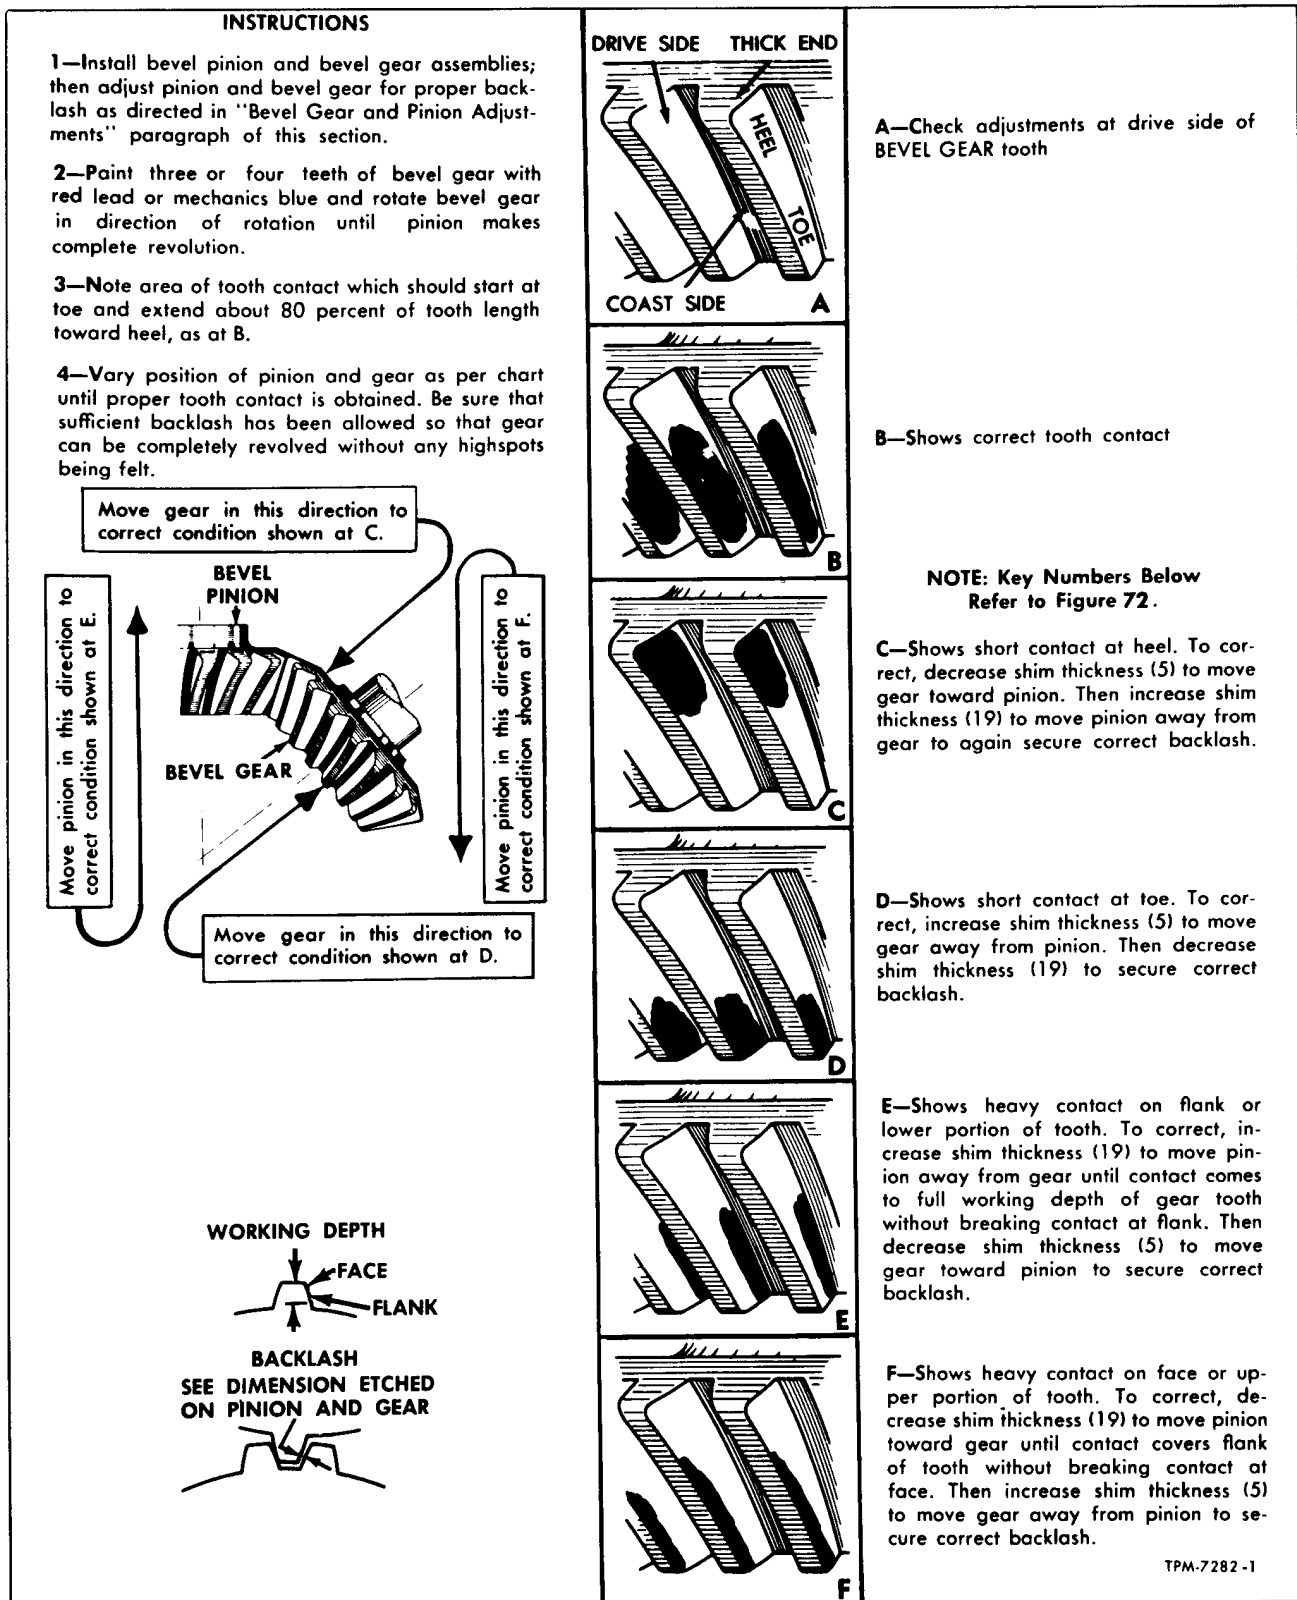 INSTRUCTIONS
1—Install bevel pinion and bevel gear assemblies;
then adjust pinion and bevel gear for proper back-
lash as directed in "Bevel Gear and Pinion Adjust-
ments" paragraph of this section.
2—Paint three or four teeth of bevel gear with
red lead or mechanics blue and rotate bevel gear
in direction of rotation until pinion makes
complete revolution.
3—Note area of tooth contact which should start at
toe and extend about 80 percent of tooth length
toward heel, as at B.
4—Vary position of pinion and gear as per chart
until proper tooth contact is obtained. Be sure that
sufficient backlash has been allowed so that gear
can be completely revolved without any highspots
being felt.
Move gear in this direction to
correct condition shown at C.
BEVEL
PINION
Move pinion in this direction to
correct condition shown at E.
Move pinion in this direction to
correct condition shown at F.
BEVEL GEAR
Move gear in this direction to
correct condition shown at D.
WORKING DEPTH
FACE
FLANK
BACKLASH
SEE DIMENSION ETCHED
ON PINION AND GEAR
DRIVE SIDE THICK END
HEEL
TOE
COAST SIDE
A
B
C
D
E
F
A—Check adjustments at drive side of
BEVEL GEAR tooth
B—Shows correct tooth contact
NOTE: Key Numbers Below
Refer to Figure 72.
C—Shows short contact at heel. To cor-
rect, decrease shim thickness (5) to move
gear toward pinion. Then increase shim
thickness (19) to move pinion away from
gear to again secure correct backlash.
D—Shows short contact at toe. To cor-
rect, increase shim thickness (5) to move
gear away from pinion. Then decrease
shim thickness (19) to secure correct
backlash.
E—Shows heavy contact on flank or
lower portion of tooth. To correct, in-
crease shim thickness (19) to move pin-
ion away from gear until contact comes
to full working depth of gear tooth
without breaking contact at flank. Then
decrease shim thickness (5) to move
gear toward pinion to secure correct
backlash.
F—Shows heavy contact on face or up-
per portion of tooth. To correct, de-
crease shim thickness (19) to move pinion
toward gear until contact covers flank
of tooth without breaking contact at
face. Then increase shim thickness (5)
to move gear away from pinion to se-
cure correct backlash.
TPM-7282-1